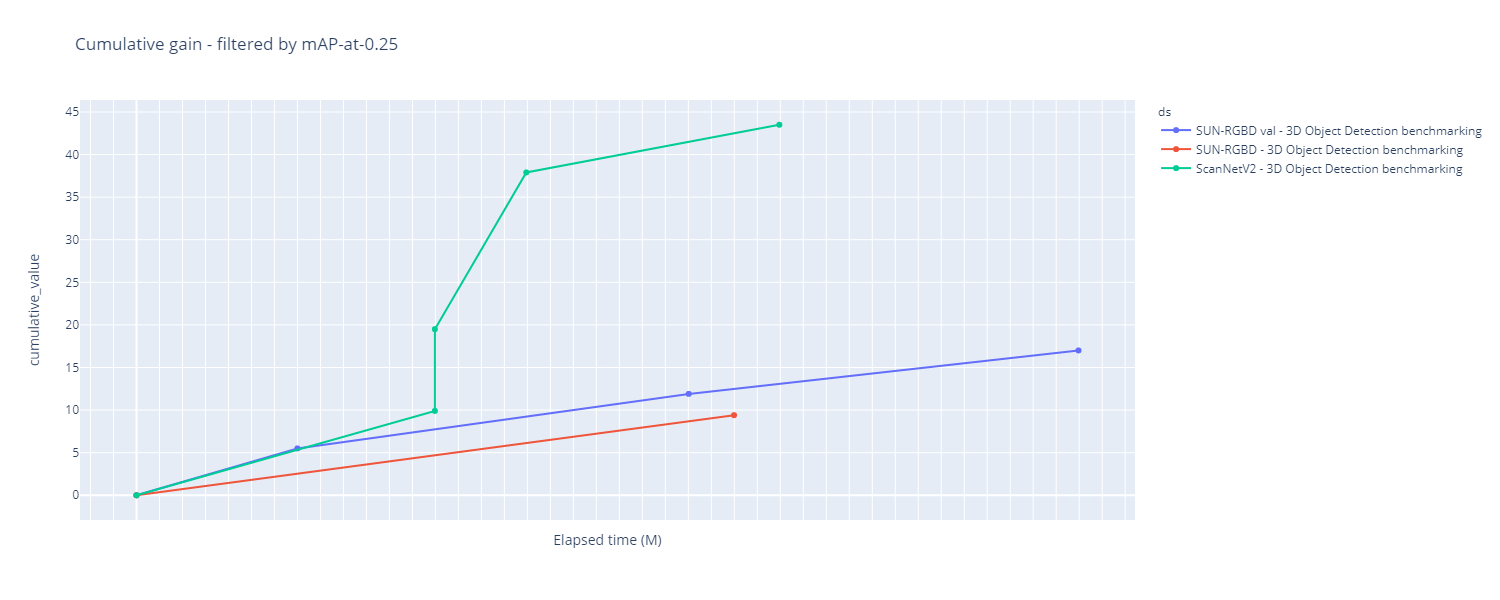 Cumulative gain - filtered by mAP-at-0.25
45
40
35
30
25
20
15
10
5
0
cumulative_value
Elapsed time (M)
ds
SUN-RGBD val - 3D Object Detection benchmarking
SUN-RGBD - 3D Object Detection benchmarking
ScanNetV2 - 3D Object Detection benchmarking